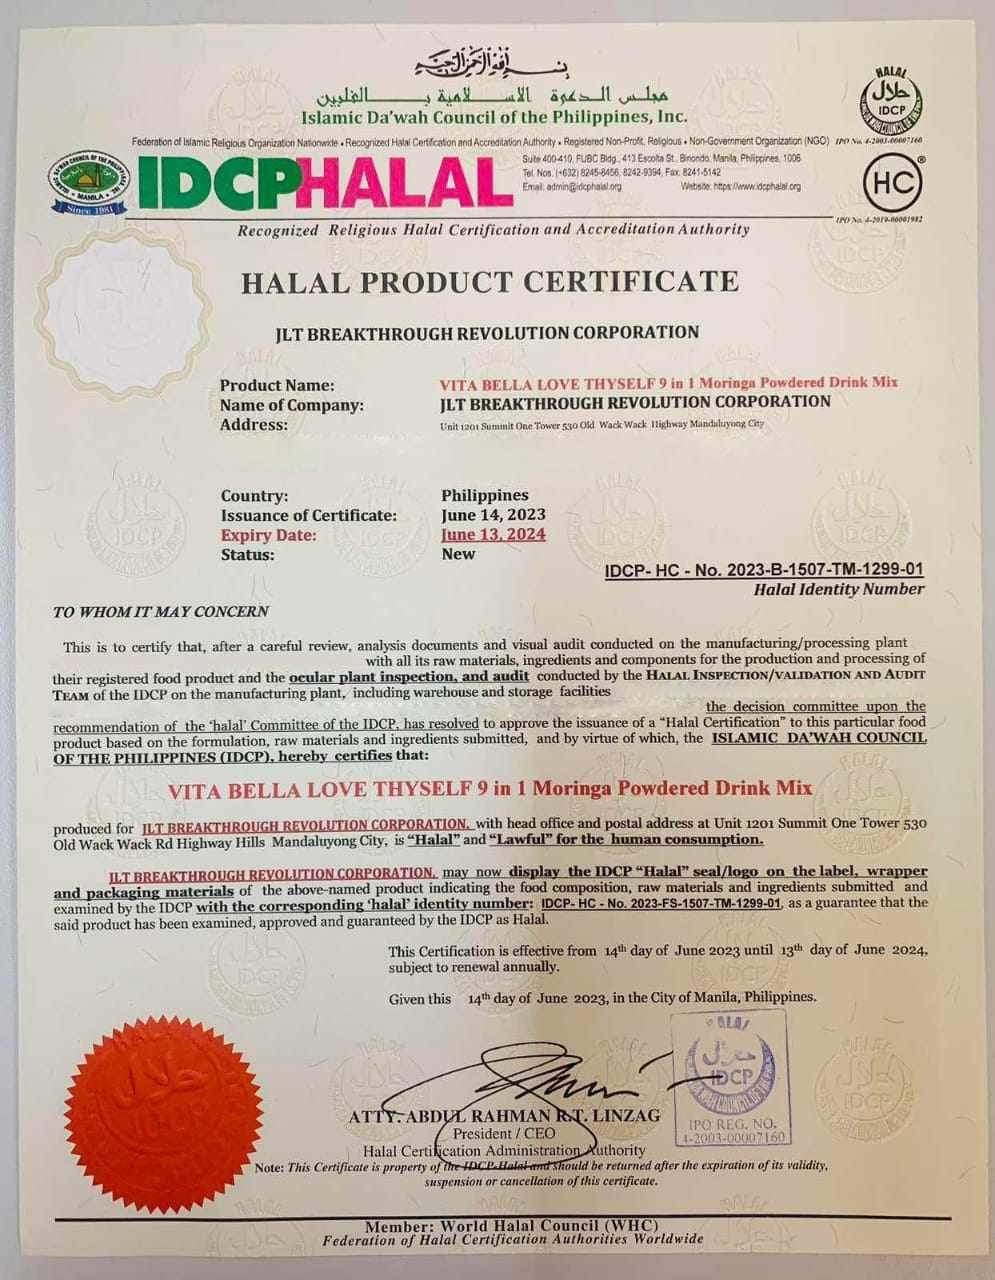 بسم الله الرحمن الرحيم
مجلس الدعوة الاسلامية بالفلبين
Islamic Da'wah Council of the Philippines, Inc.
Federation of Islamic Religious Organization Nationwide • Recognized Halal Certification and Accreditation Authority • Registered Non-Profit, Religious • Non-Government Organization (NGO)
HALAL
حلال
IDCP
IPO No. 4-2003-00007160
ISLAMIC DA'WAH COUNCIL OF THE PHILIPPINES, INC.
MANILA
Since 1981
IDCPHALAL
Suite 400-410, FUBC Bldg., 413 Escolta St., Binondo, Manila, Philippines, 1006
Tel. Nos. (+632) 8245-8456, 8242-9394, Fax. 8241-5142
Email: admin@idcphalal.org Website: https://www.idcphalal.org
HC®
IPO No. 4-2019-00001982
Recognized Religious Halal Certification and Accreditation Authority
HALAL PRODUCT CERTIFICATE
JLT BREAKTHROUGH REVOLUTION CORPORATION
Product Name: VITA BELLA LOVE THYSELF 9 in 1 Moringa Powdered Drink Mix
Name of Company: JLT BREAKTHROUGH REVOLUTION CORPORATION
Address: Unit 1201 Summit One Tower 530 Old Wack Wack Highway Mandaluyong City
Country: Philippines
Issuance of Certificate: June 14, 2023
Expiry Date: June 13, 2024
Status: New
IDCP- HC - No. 2023-B-1507-TM-1299-01
Halal Identity Number
TO WHOM IT MAY CONCERN
This is to certify that, after a careful review, analysis documents and visual audit conducted on the manufacturing/processing plant
with all its raw materials, ingredients and components for the production and processing of
their registered food product and the ocular plant inspection, and audit conducted by the HALAL INSPECTION/VALIDATION AND AUDIT
TEAM of the IDCP on the manufacturing plant, including warehouse and storage facilities
the decision committee upon the
recommendation of the 'halal' Committee of the IDCP, has resolved to approve the issuance of a "Halal Certification" to this particular food
product based on the formulation, raw materials and ingredients submitted, and by virtue of which, the ISLAMIC DA'WAH COUNCIL
OF THE PHILIPPINES (IDCP), hereby certifies that:
VITA BELLA LOVE THYSELF 9 in 1 Moringa Powdered Drink Mix
produced for JLT BREAKTHROUGH REVOLUTION CORPORATION, with head office and postal address at Unit 1201 Summit One Tower 530
Old Wack Wack Rd Highway Hills Mandaluyong City, is "Halal" and "Lawful" for the human consumption.
JLT BREAKTHROUGH REVOLUTION CORPORATION, may now display the IDCP "Halal" seal/logo on the label, wrapper
and packaging materials of the above-named product indicating the food composition, raw materials and ingredients submitted and
examined by the IDCP with the corresponding 'halal' identity number: IDCP- HC - No. 2023-FS-1507-TM-1299-01, as a guarantee that the
said product has been examined, approved and guaranteed by the IDCP as Halal.
This Certification is effective from 14th day of June 2023 until 13th day of June 2024,
subject to renewal annually.
Given this 14th day of June 2023, in the City of Manila, Philippines.
HALAL
حلال
IDCP
IPO REG. NO.
4-2003-00007160
ATTY. ABDUL RAHMAN R.T. LINZAG
President / CEO
Halal Certification Administration Authority
Note: This Certificate is property of the IDCP-Halal and should be returned after the expiration of its validity,
suspension or cancellation of this certificate.
Member: World Halal Council (WHC)
Federation of Halal Certification Authorities Worldwide